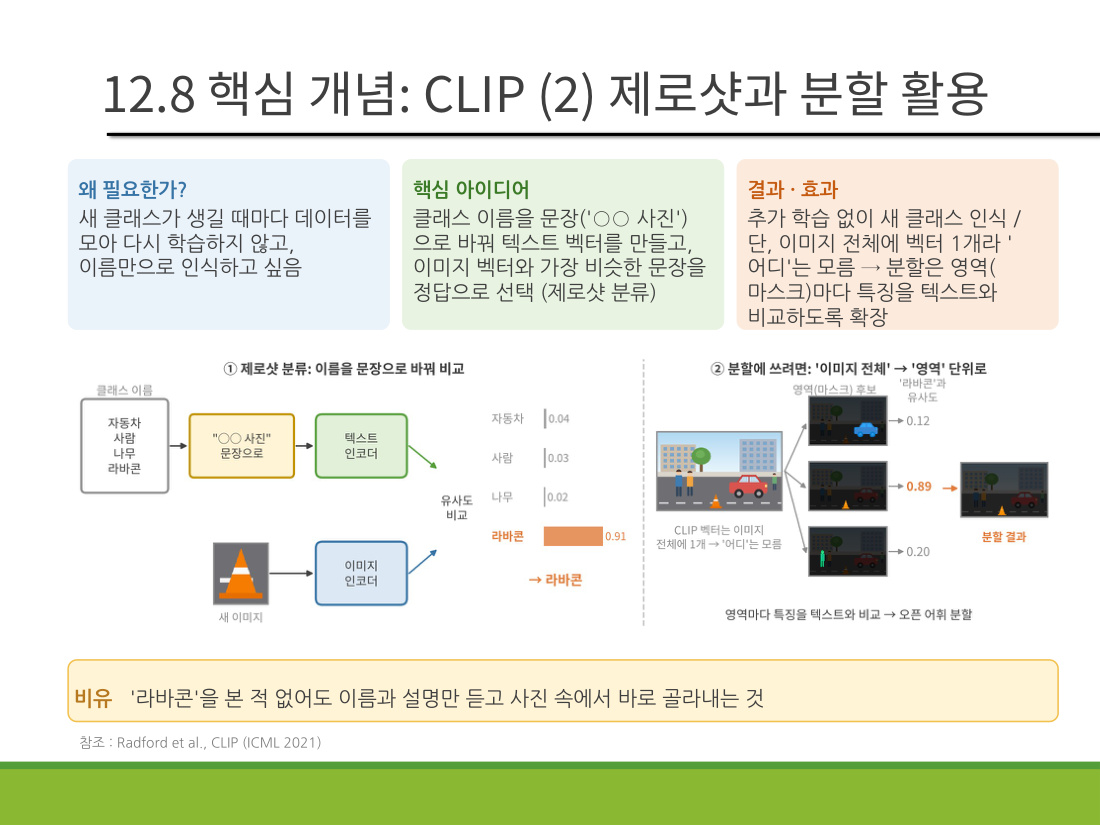 12.8 핵심 개념: CLIP (2) 제로샷과 분할 활용
왜 필요한가?
새 클래스가 생길 때마다 데이터를
모아 다시 학습하지 않고,
이름만으로 인식하고 싶음
핵심 아이디어
클래스 이름을 문장('○○ 사진')
으로 바꿔 텍스트 벡터를 만들고,
이미지 벡터와 가장 비슷한 문장을
정답으로 선택 (제로샷 분류)
결과 · 효과
추가 학습 없이 새 클래스 인식 /
단, 이미지 전체에 벡터 1개라 '
어디'는 모름 → 분할은 영역(
마스크)마다 특징을 텍스트와
비교하도록 확장
① 제로샷 분류: 이름을 문장으로 바꿔 비교
클래스 이름
자동차
사람
나무
라바콘
"○○ 사진"
문장으로
텍스트
인코더
새 이미지
이미지
인코더
유사도
비교
자동차 0.04
사람 0.03
나무 0.02
라바콘 0.91
→ 라바콘
② 분할에 쓰려면: '이미지 전체' → '영역' 단위로
영역(마스크) 후보
'라바콘'과
유사도
0.12
0.89
0.20
CLIP 벡터는 이미지
전체에 1개 → '어디'는 모름
분할 결과
영역마다 특징을 텍스트와 비교 → 오픈 어휘 분할
비유 '라바콘'을 본 적 없어도 이름과 설명만 듣고 사진 속에서 바로 골라내는 것
참조 : Radford et al., CLIP (ICML 2021)